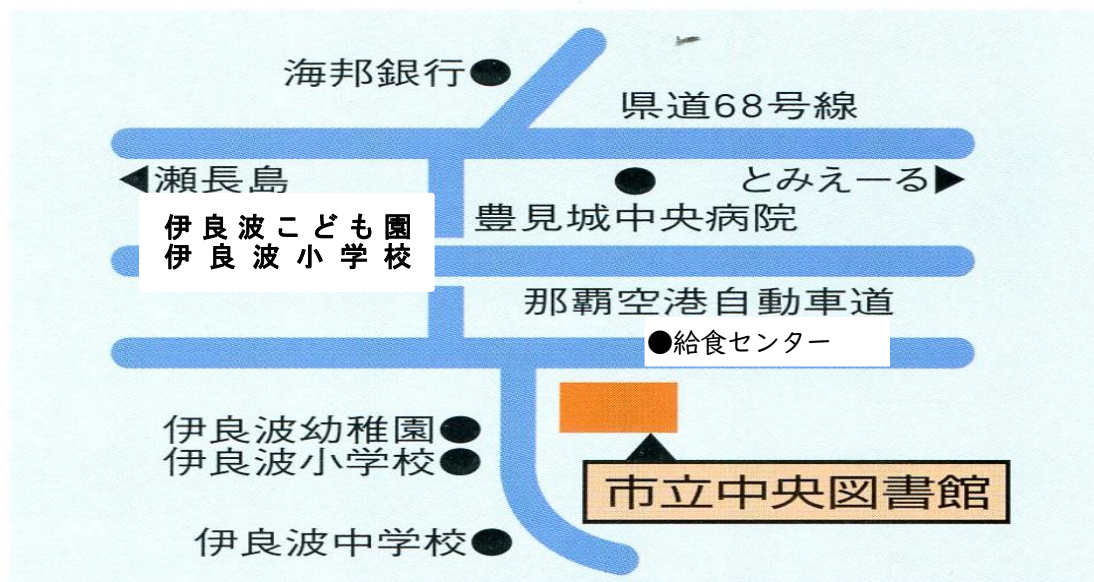 海邦銀行●
県道68号線
◀瀬長島
● とみえーる▶
伊良波こども園
伊良波小学校
豊見城中央病院
那覇空港自動車道
●給食センター
伊良波幼稚園●
伊良波小学校●
市立中央図書館
伊良波中学校●